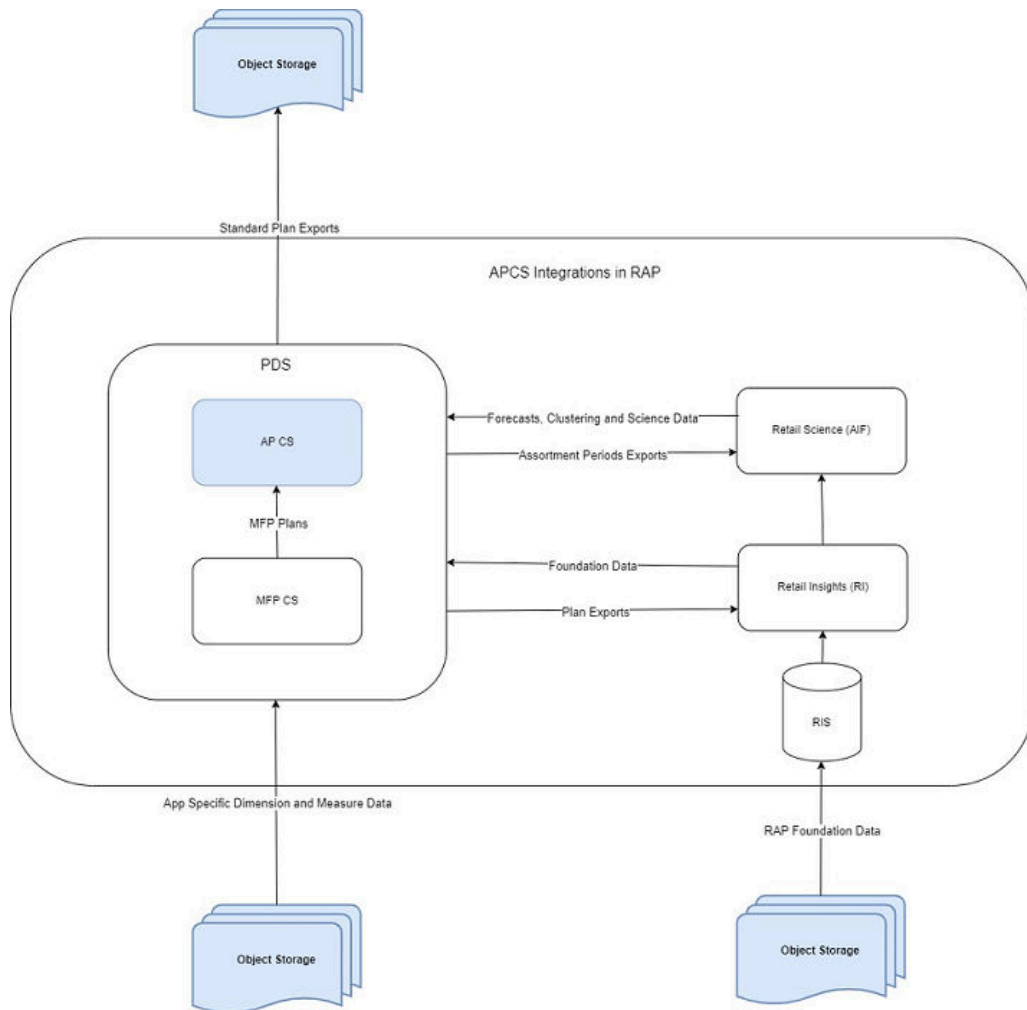 Object Storage
Standard Plan Exports
APCS Integrations in RAP
PDS
AP CS
Forecasts, Clustering and Science Data
Retail Science (AIF)
Assortment Periods Exports
MFP Plans
Foundation Data
Retail Insights (RI)
MFP CS
Plan Exports
RIS
App Specific Dimension and Measure Data
RAP Foundation Data
Object Storage
Object Storage